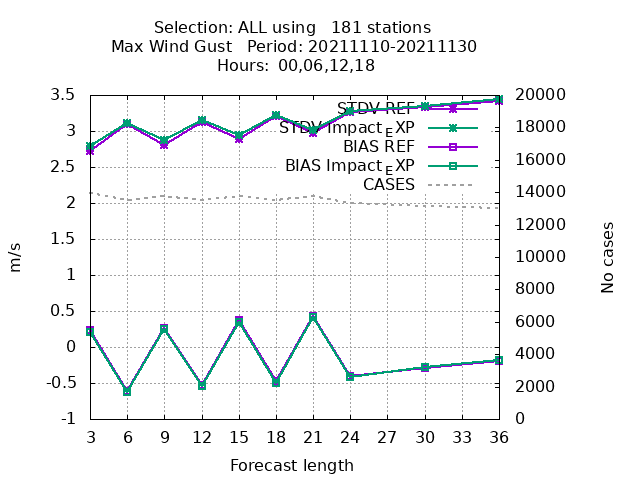 Selection: ALL using 181 stations
Max Wind Gust Period: 20211110-20211130
Hours: 00,06,12,18
3.5
3
2.5
2
1.5
1
0.5
0
-0.5
-1
m/s
STDV REF
STDV Impact_EXP
BIAS REF
BIAS Impact_EXP
CASES
20000
18000
16000
14000
12000
10000
8000
6000
4000
2000
0
No cases
3 6 9 12 15 18 21 24 27 30 33 36
Forecast length